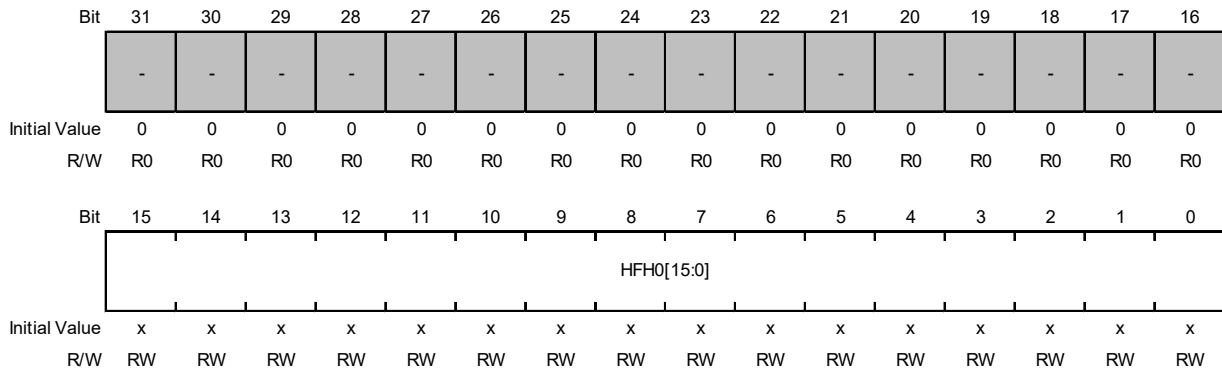 Bit 31 30 29 28 27 26 25 24 23 22 21 20 19 18 17 16
- - - - - - - - - - - - - - - -
Initial Value 0 0 0 0 0 0 0 0 0 0 0 0 0 0 0 0
R/W R0 R0 R0 R0 R0 R0 R0 R0 R0 R0 R0 R0 R0 R0 R0 R0
Bit 15 14 13 12 11 10 9 8 7 6 5 4 3 2 1 0
HFH0[15:0]
Initial Value x x x x x x x x x x x x x x x x
R/W RW RW RW RW RW RW RW RW RW RW RW RW RW RW RW RW